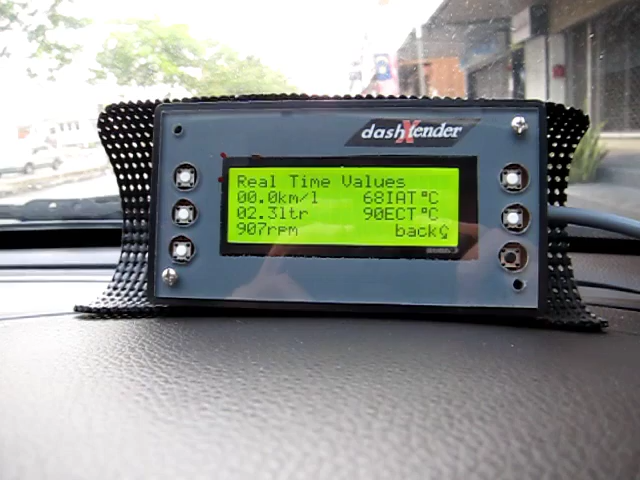 dashXtender
Real Time Values
00.0km/l 68IAT°C
02.3ltr 90ECT°C
907rpm back